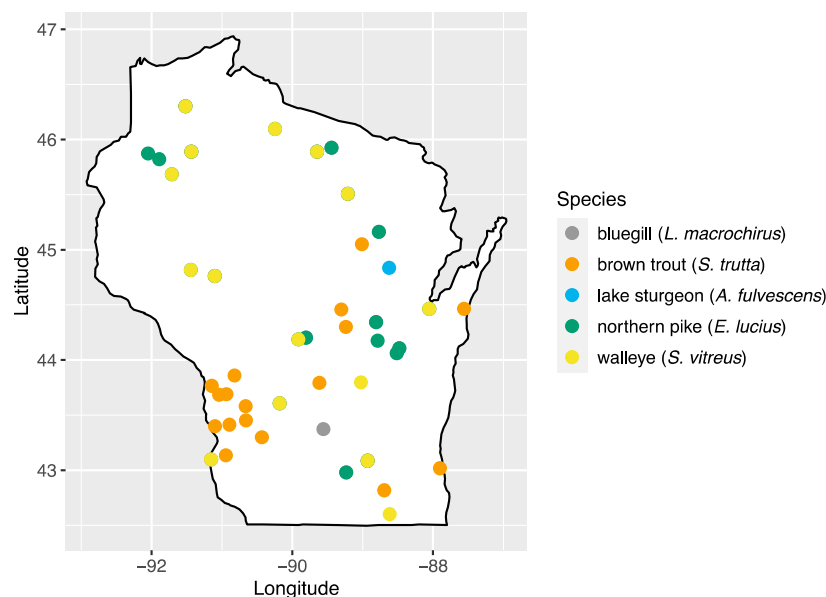 47
46
45
44
43
Latitude
−92
−90
−88
Longitude
Species
bluegill (L. macrochirus)
brown trout (S. trutta)
lake sturgeon (A. fulvescens)
northern pike (E. lucius)
walleye (S. vitreus)